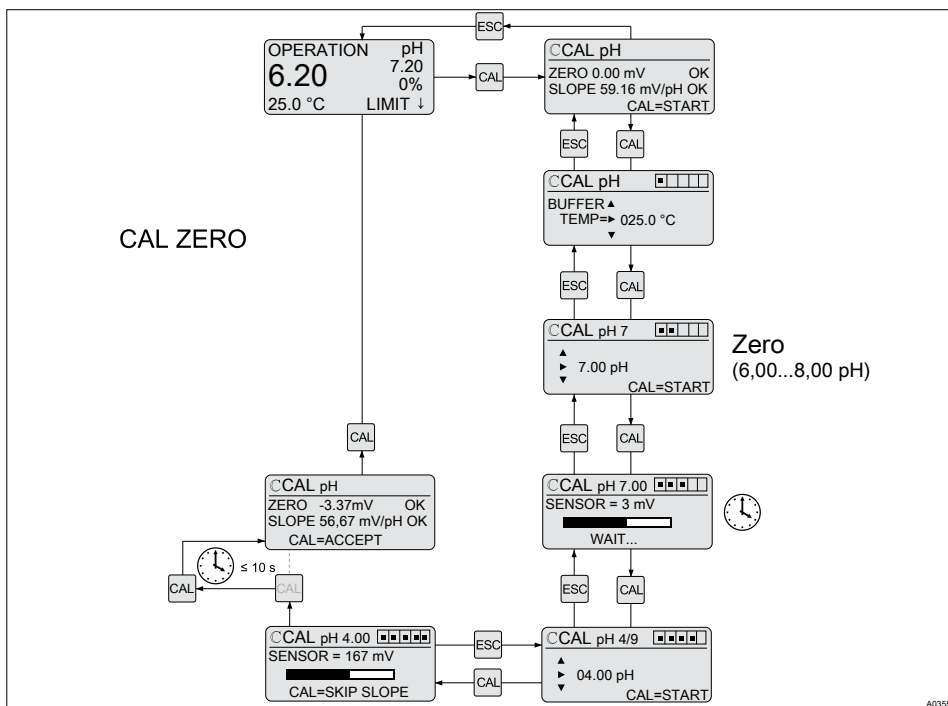 ESC
OPERATION pH
6.20 7.20
0%
25.0 °C LIMIT ↓
CAL
CCAL pH
ZERO 0.00 mV OK
SLOPE 59.16 mV/pH OK
CAL=START
ESC CAL
CCAL pH
BUFFER ▲
TEMP=► 025.0 °C
▼
CAL ZERO
ESC CAL
CCAL pH 7
▲
► 7.00 pH
▼
CAL=START
Zero
(6,00...8,00 pH)
ESC CAL
CAL
CCAL pH
ZERO -3.37mV OK
SLOPE 56,67 mV/pH OK
CAL=ACCEPT
CCAL pH 7.00
SENSOR = 3 mV
WAIT...
≤ 10 s
CAL CAL
ESC CAL
CCAL pH 4.00
SENSOR = 167 mV
CAL=SKIP SLOPE
ESC
CAL
CCAL pH 4/9
▲
► 04.00 pH
▼
CAL=START